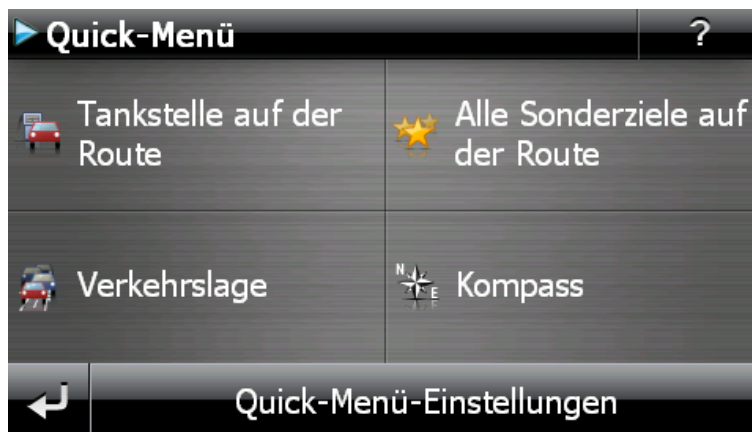 Quick-Menü
?
Tankstelle auf der
Route
Alle Sonderziele auf
der Route
Verkehrslage
N
E
Kompass
Quick-Menü-Einstellungen